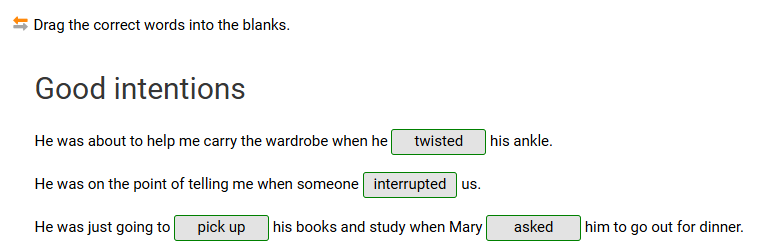 Drag the correct words into the blanks.
Good intentions
He was about to help me carry the wardrobe when he twisted his ankle.
He was on the point of telling me when someone interrupted us.
He was just going to pick up his books and study when Mary asked him to go out for dinner.